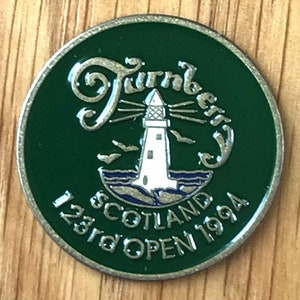 Turnberry
SCOTLAND
123rd OPEN 1994